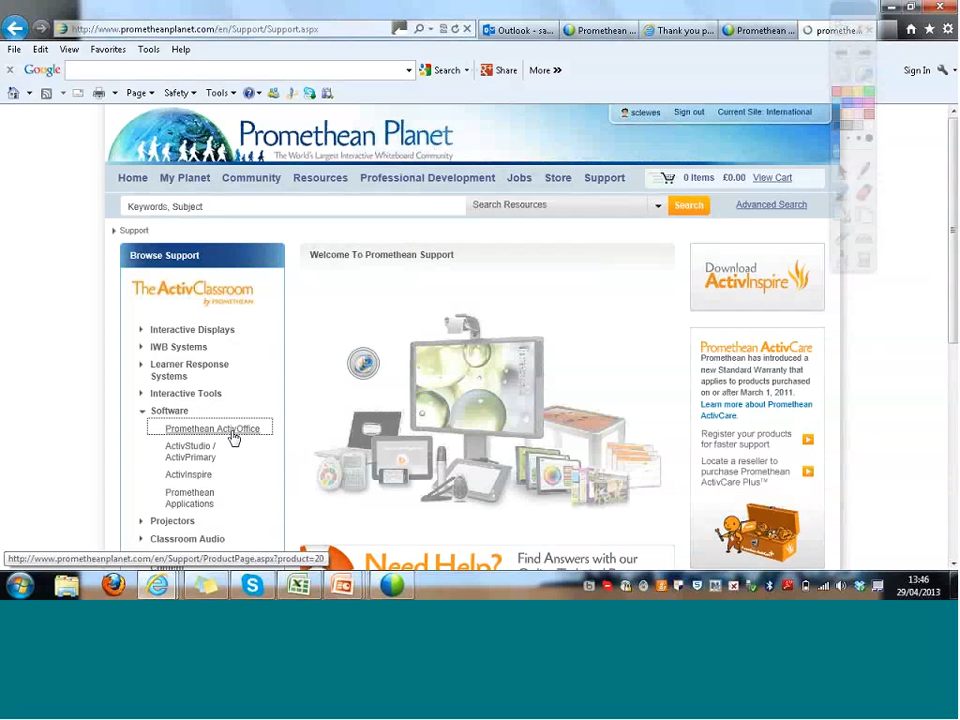 http://www.prometheanplanet.com/en/Support/Support.aspx
Outlook - sa...
Promethean ...
Thank you p...
Promethean ...
promethe...
File Edit View Favorites Tools Help
Google Search Share More »
Sign In
Page Safety Tools
sclewes Sign out Current Site: International
Promethean Planet
The World's Largest Interactive Whiteboard Community
Home My Planet Community Resources Professional Development Jobs Store Support 0 Items £0.00 View Cart
Keywords, Subject Search Resources Search Advanced Search
Support
Browse Support
The ActivClassroom
by PROMETHEAN
Interactive Displays
IWB Systems
Learner Response
Systems
Interactive Tools
Software
Promethean ActivOffice
ActivStudio /
ActivPrimary
ActivInspire
Promethean
Applications
Projectors
Classroom Audio
Welcome To Promethean Support
Need Help?
Find Answers with our
Download
ActivInspire
Promethean ActivCare
Promethean has introduced a
new Standard Warranty that
applies to products purchased
on or after March 1, 2011.
Learn more about Promethean
ActivCare.
Register your products
for faster support
Locate a reseller to
purchase Promethean
ActivCare Plus™
http://www.prometheanplanet.com/en/Support/ProductPage.aspx?product=20
13:46
29/04/2013